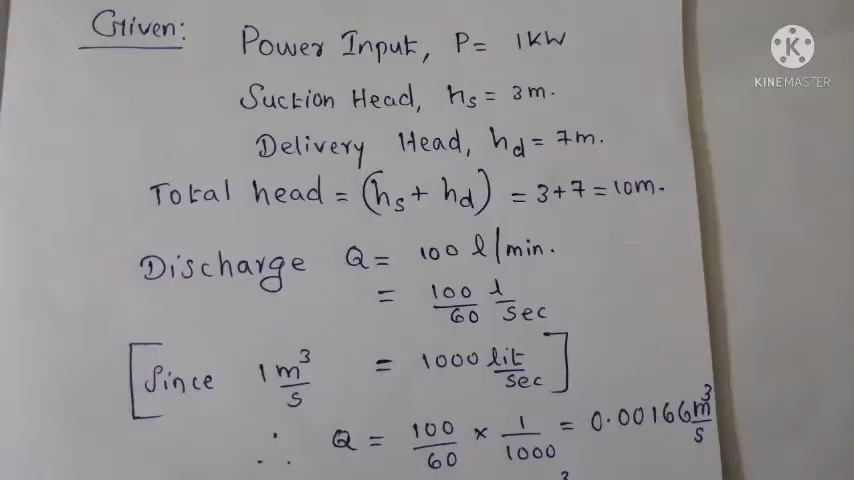 Given:
Power Input, P = 1KW
K
KINEMASTER
Suction Head, hs = 3m.
Delivery Head, hd = 7m.
Total head = (hs + hd) = 3+7 = 10m.
Discharge Q = 100 l/min.
= 100/60 l/sec
[Since 1 m³/s = 1000 lit/sec]
∴ Q = 100/60 × 1/1000 = 0.00166 m³/s